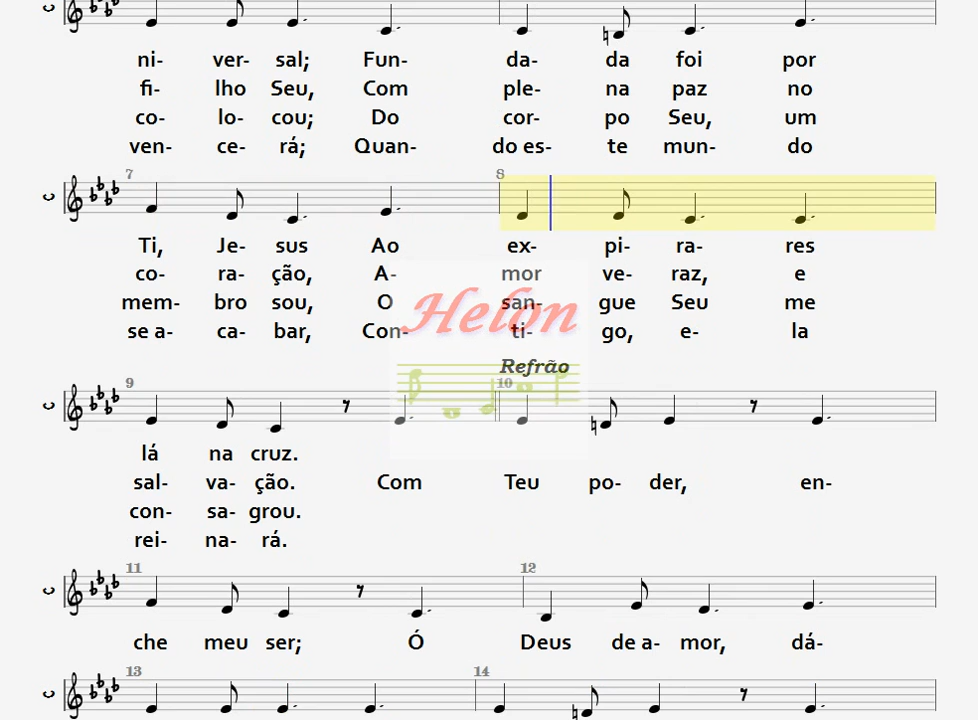 ni- ver- sal; Fun- da- da foi por
fi- lho Seu, Com ple- na paz no
co- lo- cou; Do cor- po Seu, um
ven- ce- rá; Quan- do es- te mun- do
7 8
Ti, Je- sus Ao ex- pi- ra- res
co- ra- ção, A- mor ve- raz, e
mem- bro sou, O san- gue Seu me
se a- ca- bar, Con- ti- go, e- la
Helon
Refrão
9 10
lá na cruz.
sal- va- ção. Com Teu po- der, en-
con- sa- grou.
rei- na- rá.
11 12
che meu ser; Ó Deus de a- mor, dá-
13 14